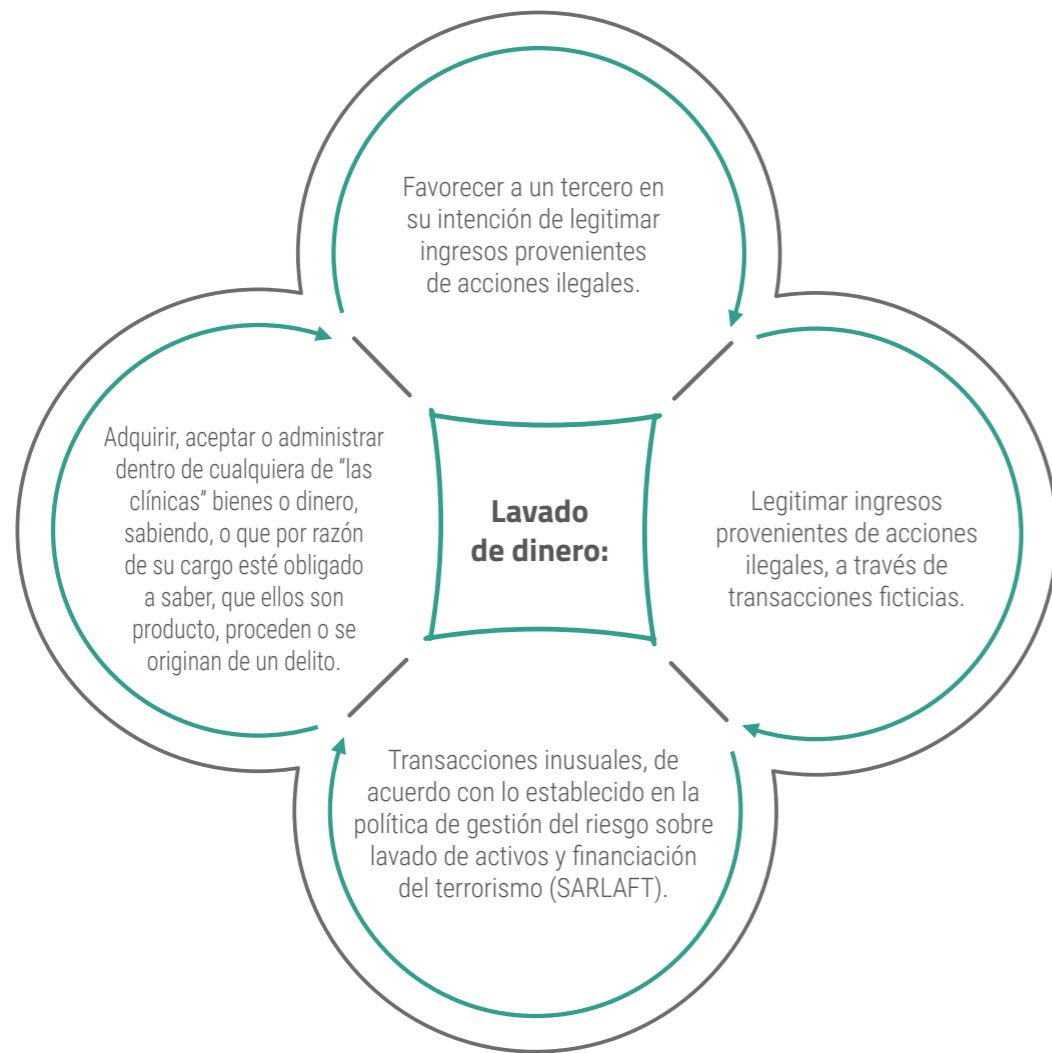 Favorecer a un tercero en
su intención de legitimar
ingresos provenientes
de acciones ilegales.
Adquirir, aceptar o administrar
dentro de cualquiera de “las
clínicas” bienes o dinero,
sabiendo, o que por razón
de su cargo esté obligado
a saber, que ellos son
producto, proceden o se
originan de un delito.
Lavado
de dinero:
Legitimar ingresos
provenientes de acciones
ilegales, a través de
transacciones ficticias.
Transacciones inusuales, de
acuerdo con lo establecido en la
política de gestión del riesgo sobre
lavado de activos y financiación
del terrorismo (SARLAFT).